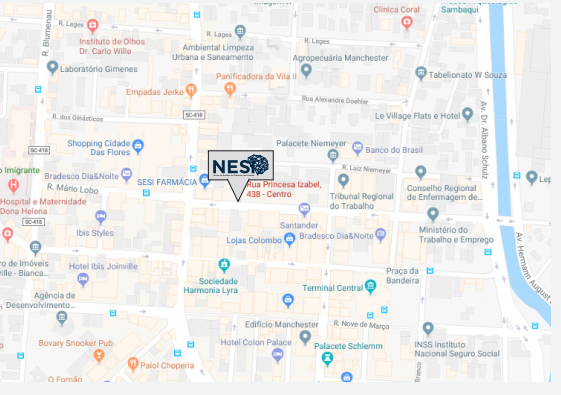 Clínica Coral
Sambaqui
R. Blumenau
R. Lages
R. Lages
Instituto de Olhos
Dr. Carlo Wille
R. Lages
Ambiental Limpeza
Urbana e Saneamento
Agropecuária Manchester
Laboratório Gimenes
Panificadora da Vila II
Tabelionato W Souza
Empadas Jerke
Rua Alexandre Doehler
R. dos Ginásticos
SC-418
Le Village Flats e Hotel
Av. Dr. Albano Schulz
Shopping Cidade
Das Flores
Palacete Niemeyer
SC-418
Banco do Brasil
NES
Imigrante
R. Luiz Niemeyer
Bradesco Dia&Noite
SESI FARMÁCIA
Rua Princesa Izabel,
438 - Centro
R. Mário Lobo
Tribunal Regional
do Trabalho
Conselho Regional
de Enfermagem de...
Hospital e Maternidade
Dona Helena
SC-418
Ibis Styles
Santander
Lojas Colombo
Bradesco Dia&Noite
Ministério do
Trabalho e Emprego
Av. Hermann August
ro de Imóveis
ille - Bianca...
Hotel Ibis Joinville
Praça da
Bandeira
Sociedade
Harmonia Lyra
Terminal Central
Agência de
Desenvolvimento...
Edifício Manchester
R. Nove de Março
Bovary Snooker Pub
Hotel Colon Palace
Palacete Schlemm
INSS Instituto
Nacional Seguro Social
Paiol Choperia
O Fornão